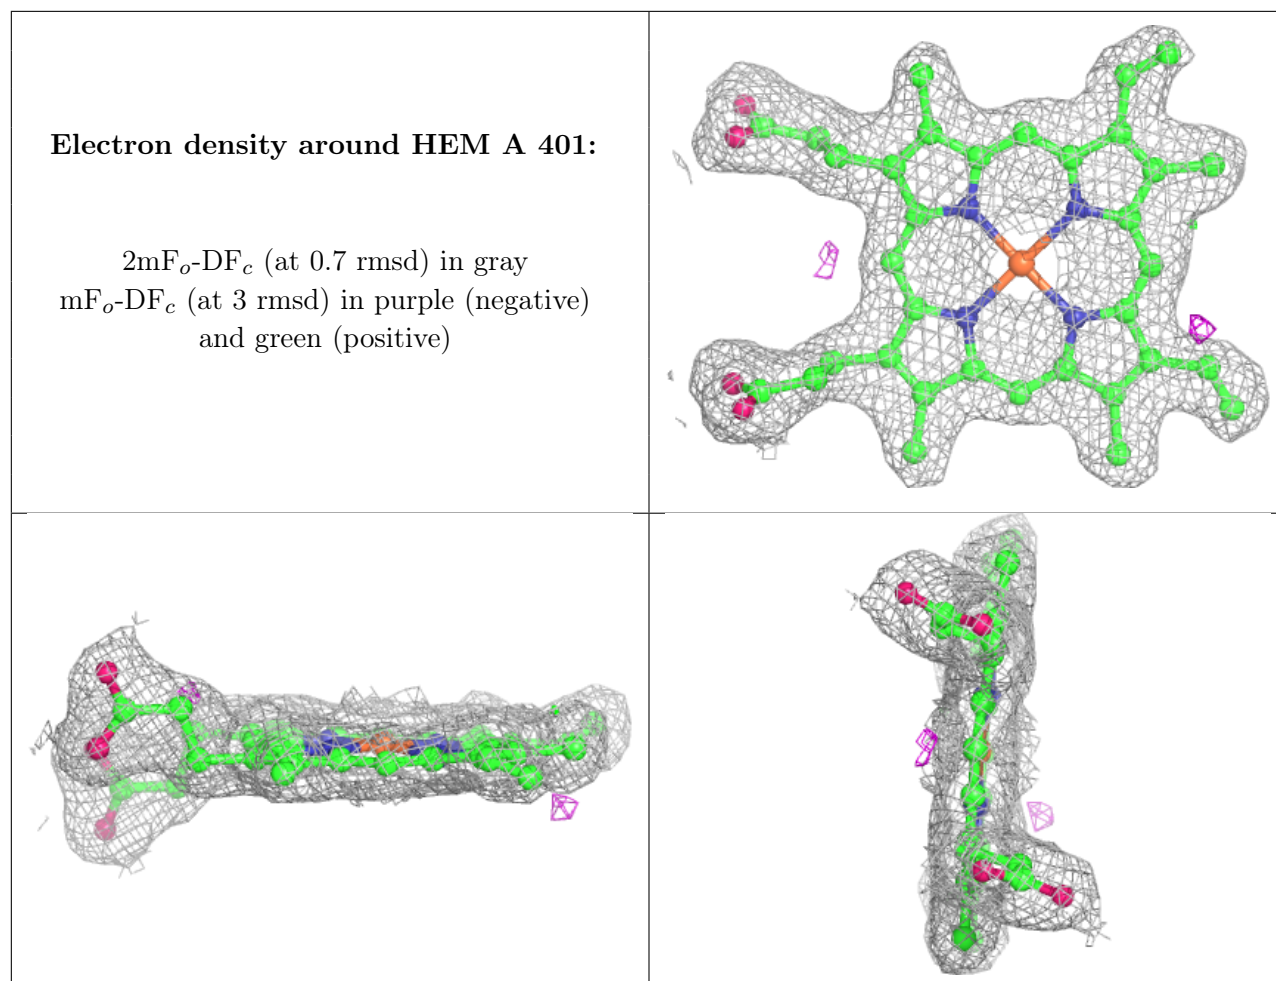 Electron density around HEM A 401:
2mFo-DFc (at 0.7 rmsd) in gray
mFo-DFc (at 3 rmsd) in purple (negative)
and green (positive)